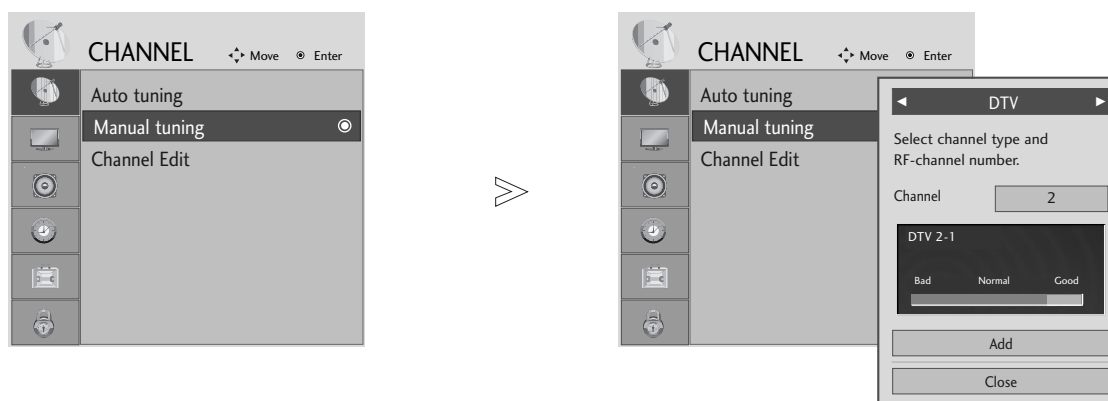 CHANNEL Move Enter
Auto tuning
Manual tuning
Channel Edit
CHANNEL Move Enter
Auto tuning
Manual tuning
Channel Edit
DTV
Select channel type and
RF-channel number.
Channel 2
DTV 2-1
Bad Normal Good
Add
Close